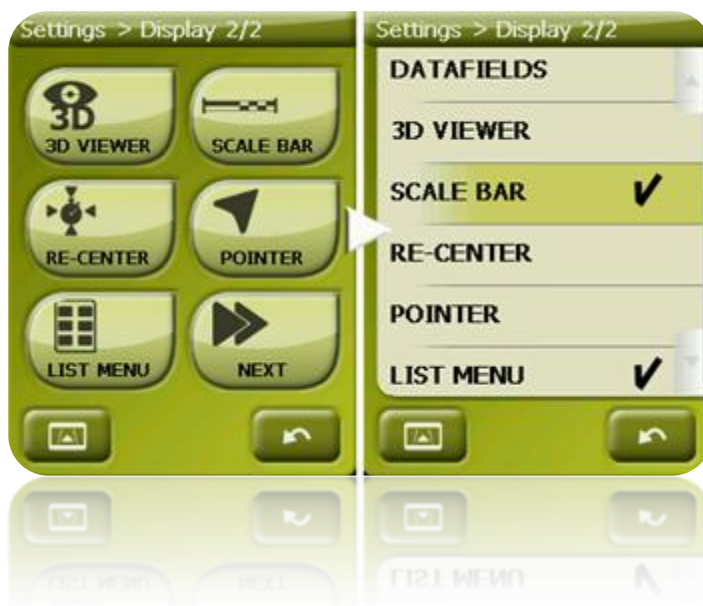 Settings > Display 2/2
3D
3D VIEWER
SCALE BAR
RE-CENTER
POINTER
LIST MENU
NEXT
Settings > Display 2/2
DATAFIELDS
3D VIEWER
SCALE BAR ✔
RE-CENTER
POINTER
LIST MENU ✔